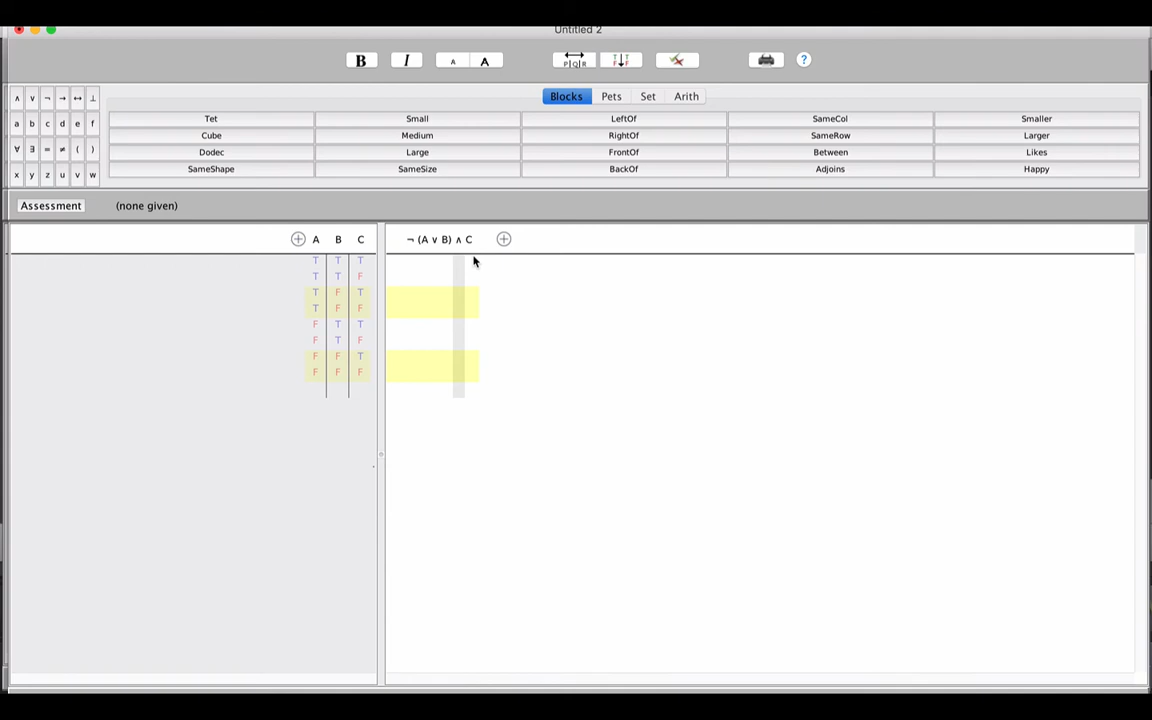 Untitled 2
B I A A P|Q|R T T F F ?
∧ ∨ ¬ → ↔ ⊥
a b c d e f
∀ ∃ = ≠ ( )
x y z u v w
Blocks Pets Set Arith
Tet Small LeftOf SameCol Smaller
Cube Medium RightOf SameRow Larger
Dodec Large FrontOf Between Likes
SameShape SameSize BackOf Adjoins Happy
Assessment (none given)
A B C ¬ (A ∨ B) ∧ C
T T T
T T F
T F T
T F F
F T T
F T F
F F T
F F F